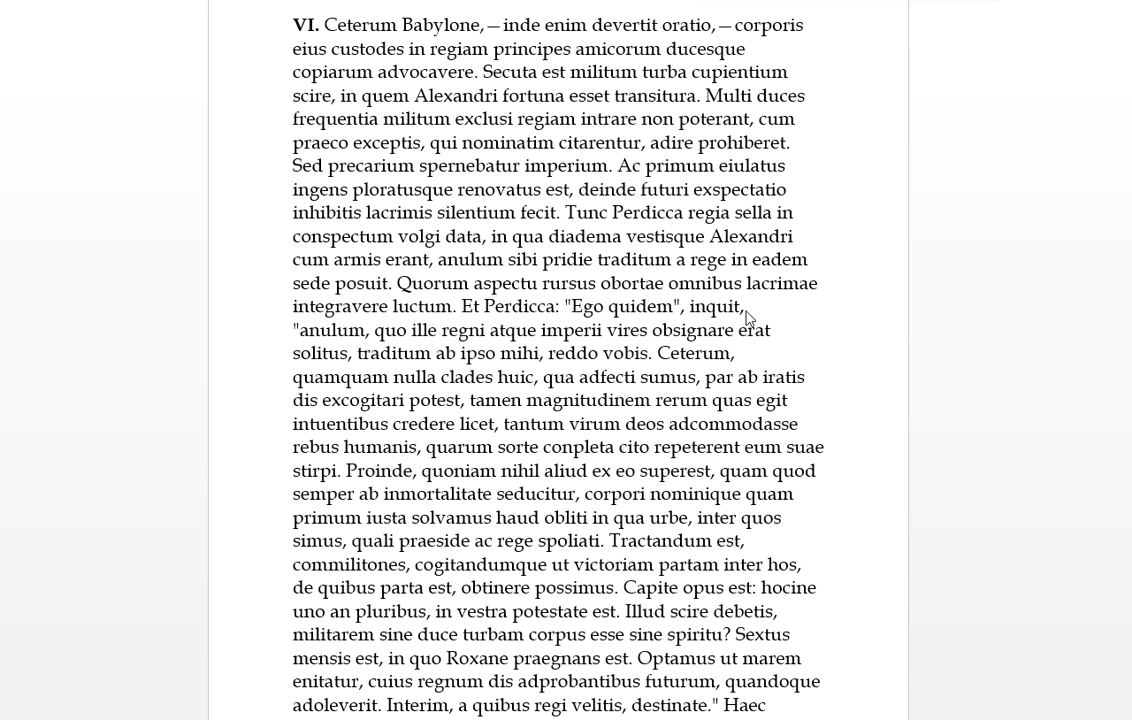 VI. Ceterum Babylone,—inde enim devertit oratio,—corporis
eius custodes in regiam principes amicorum ducesque
copiarum advocavere. Secuta est militum turba cupientium
scire, in quem Alexandri fortuna esset transitura. Multi duces
frequentia militum exclusi regiam intrare non poterant, cum
praeco exceptis, qui nominatim citarentur, adire prohiberet.
Sed precarium spernebatur imperium. Ac primum eiulatus
ingens ploratusque renovatus est, deinde futuri exspectatio
inhibitis lacrimis silentium fecit. Tunc Perdicca regia sella in
conspectum volgi data, in qua diadema vestisque Alexandri
cum armis erant, anulum sibi pridie traditum a rege in eadem
sede posuit. Quorum aspectu rursus obortae omnibus lacrimae
integravere luctum. Et Perdicca: "Ego quidem", inquit,
"anulum, quo ille regni atque imperii vires obsignare erat
solitus, traditum ab ipso mihi, reddo vobis. Ceterum,
quamquam nulla clades huic, qua adfecti sumus, par ab iratis
dis excogitari potest, tamen magnitudinem rerum quas egit
intuentibus credere licet, tantum virum deos adcommodasse
rebus humanis, quarum sorte conpleta cito repeterent eum suae
stirpi. Proinde, quoniam nihil aliud ex eo superest, quam quod
semper ab inmortalitate seducitur, corpori nominique quam
primum iusta solvamus haud obliti in qua urbe, inter quos
simus, quali praeside ac rege spoliati. Tractandum est,
commilitones, cogitandumque ut victoriam partam inter hos,
de quibus parta est, obtinere possimus. Capite opus est: hocine
uno an pluribus, in vestra potestate est. Illud scire debetis,
militarem sine duce turbam corpus esse sine spiritu? Sextus
mensis est, in quo Roxane praegnans est. Optamus ut marem
enitatur, cuius regnum dis adprobantibus futurum, quandoque
adoleverit. Interim, a quibus regi velitis, destinate." Haec